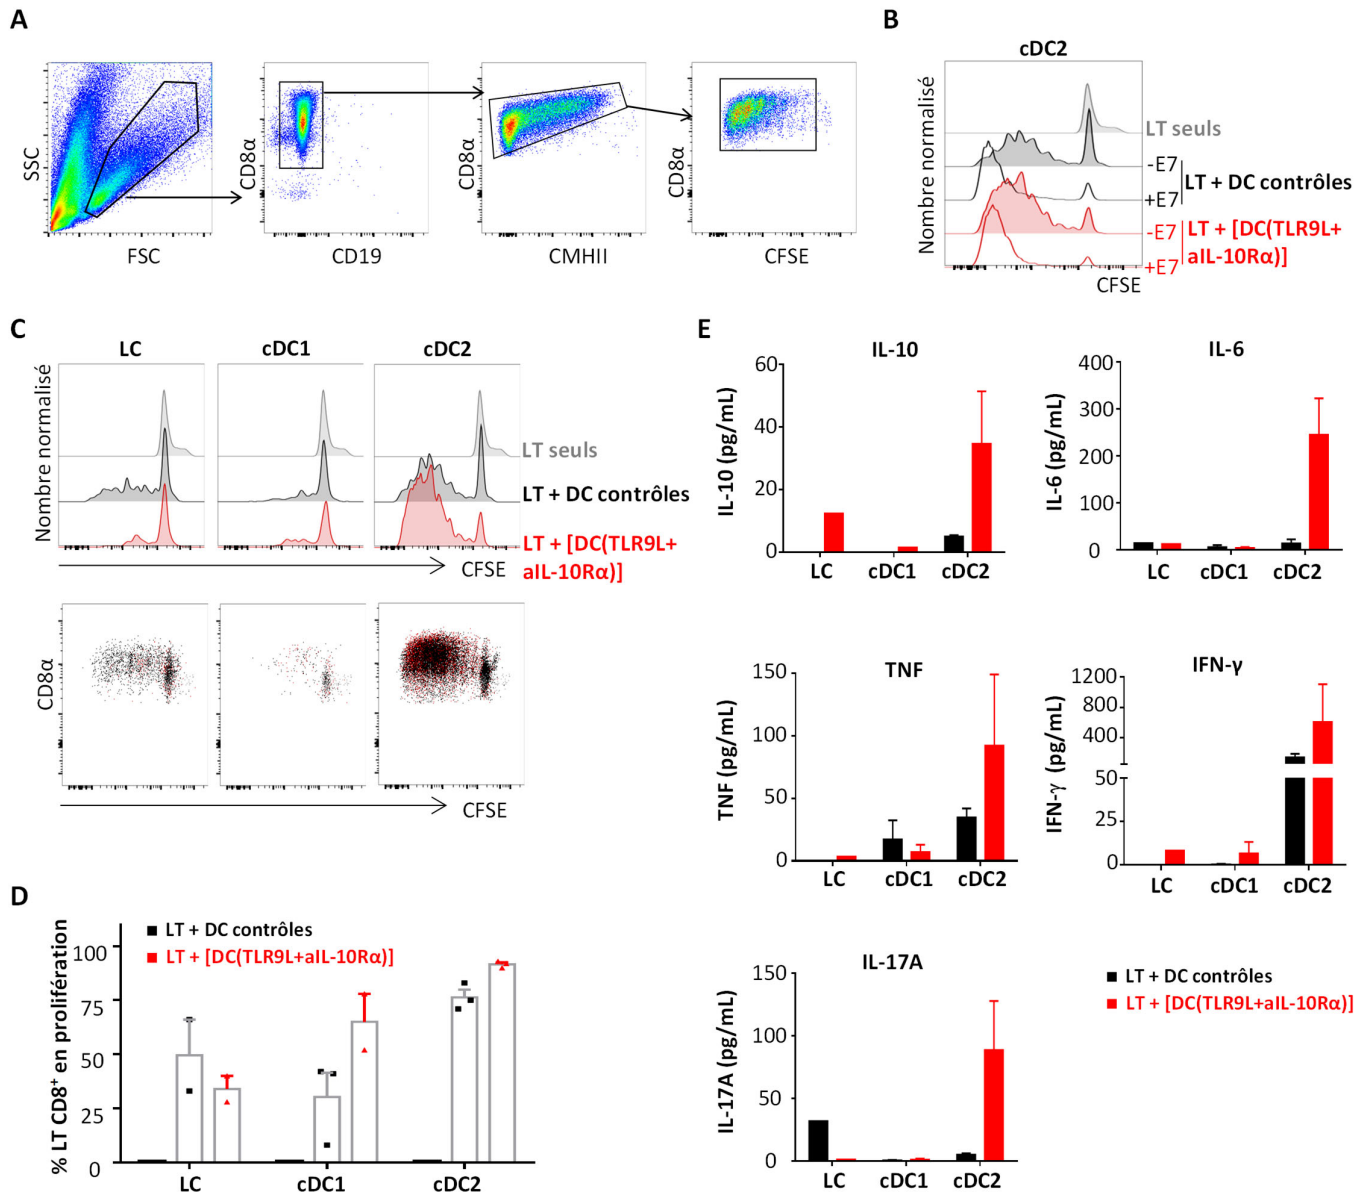 A
SSC
FSC
CD8α
CD19
CD8α
CMHII
CD8α
CFSE
B
cDC2
Nombre normalisé
LT seuls
-E7
+E7
LT + DC contrôles
-E7
+E7
LT + [DC(TLR9L+
aIL-10Rα)]
CFSE
C
LC
cDC1
cDC2
Nombre normalisé
LT seuls
LT + DC contrôles
LT + [DC(TLR9L+
aIL-10Rα)]
CFSE
CD8α
CFSE
D
% LT CD8⁺ en prolifération
100
75
50
25
0
LT + DC contrôles
LT + [DC(TLR9L+aIL-10Rα)]
LC
cDC1
cDC2
E
IL-10
IL-10 (pg/mL)
60
40
20
0
LC
cDC1
cDC2
IL-6
IL-6 (pg/mL)
400
300
200
100
0
LC
cDC1
cDC2
TNF
TNF (pg/mL)
150
100
50
0
LC
cDC1
cDC2
IFN-γ
IFN-γ (pg/mL)
1200
800
400
50
25
0
LC
cDC1
cDC2
IL-17A
IL-17A (pg/mL)
150
100
50
0
LC
cDC1
cDC2
LT + DC contrôles
LT + [DC(TLR9L+aIL-10Rα)]